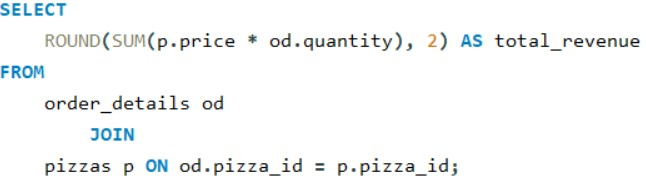 SELECT
    ROUND(SUM(p.price * od.quantity), 2) AS total_revenue
FROM
    order_details od
        JOIN
    pizzas p ON od.pizza_id = p.pizza_id;